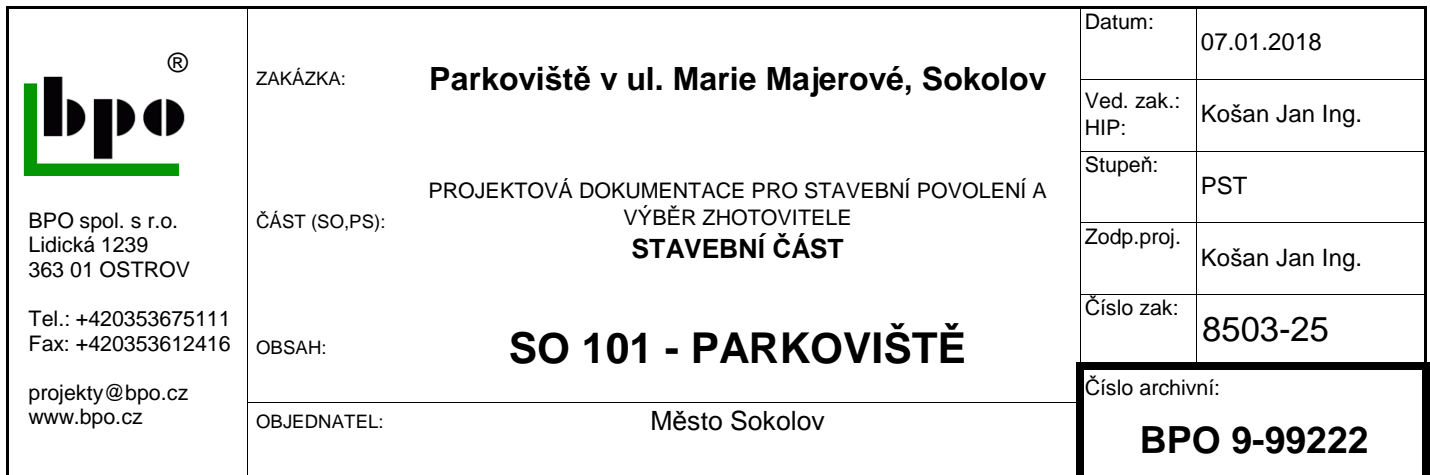 ®
bpo
BPO spol. s r.o.
Lidická 1239
363 01 OSTROV
Tel.: +420353675111
Fax: +420353612416
projekty@bpo.cz
www.bpo.cz
ZAKÁZKA:
Parkoviště v ul. Marie Majerové, Sokolov
ČÁST (SO,PS):
PROJEKTOVÁ DOKUMENTACE PRO STAVEBNÍ POVOLENÍ A
VÝBĚR ZHOTOVITELE
STAVEBNÍ ČÁST
OBSAH:
SO 101 - PARKOVIŠTĚ
OBJEDNATEL:
Město Sokolov
Datum:
07.01.2018
Ved. zak.:
HIP:
Košan Jan Ing.
Stupeň:
PST
Zodp.proj.
Košan Jan Ing.
Číslo zak:
8503-25
Číslo archivní:
BPO 9-99222